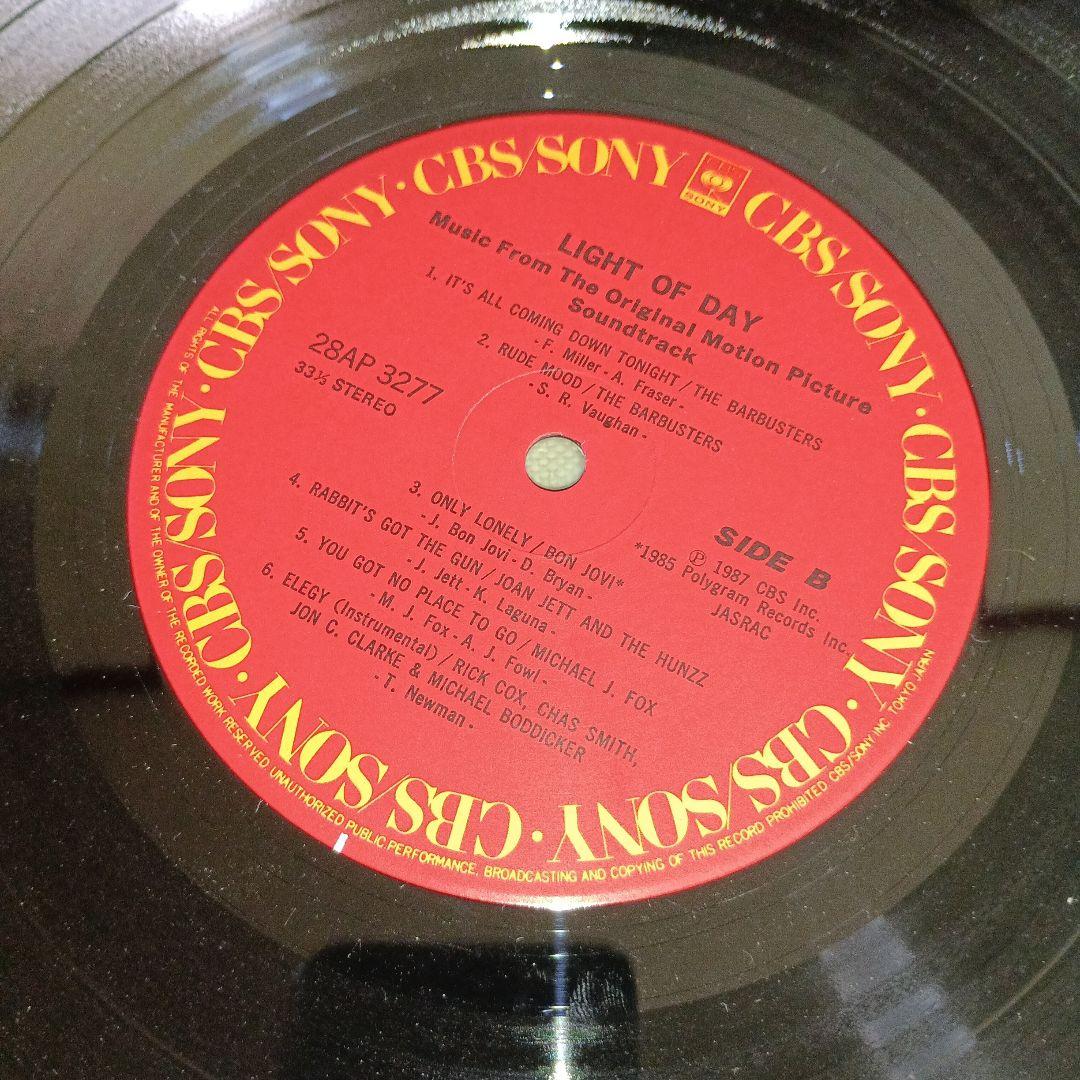 CBS/SONY · CBS/SONY · CBS/SONY · CBS/SONY · CBS/SONY · CBS/SONY · CBS/SONY · CBS/SONY
SONY
LIGHT OF DAY
Music From The Original Motion Picture
Soundtrack
1. IT'S ALL COMING DOWN TONIGHT/THE BARBUSTERS
- F. Miller - A. Fraser -
2. RUDE MOOD/THE BARBUSTERS
- S. R. Vaughan -
28AP 3277
33⅓ STEREO
3. ONLY LONELY/BON JOVI*
- J. Bon Jovi - D. Bryan -
4. RABBIT'S GOT THE GUN/JOAN JETT AND THE HUNZZ
- J. Jett - K. Laguna -
5. YOU GOT NO PLACE TO GO/MICHAEL J. FOX
- M. J. Fox - A. J. Fowl -
6. ELEGY (Instrumental)/RICK COX, CHAS SMITH,
JON C. CLARKE & MICHAEL BODDICKER
- T. Newman -
SIDE B
℗ 1987 CBS Inc.
*1985 Polygram Records Inc.
JASRAC
ALL RIGHTS OF THE MANUFACTURER AND OF THE OWNER OF THE RECORDED WORK RESERVED. UNAUTHORIZED PUBLIC PERFORMANCE, BROADCASTING AND COPYING OF THIS RECORD PROHIBITED CBS/SONY INC. TOKYO JAPAN